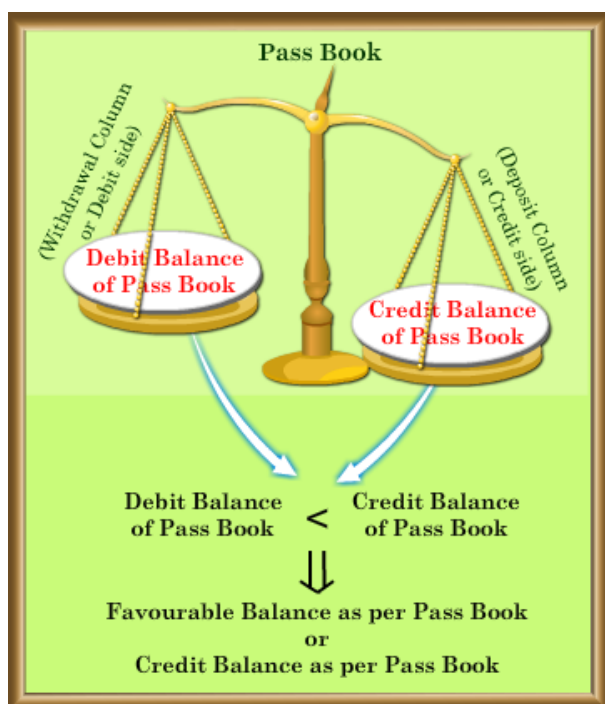 Pass Book
(Withdrawal Column
or Debit side)
(Deposit Column
or Credit side)
Debit Balance
of Pass Book
Credit Balance
of Pass Book
Debit Balance
of Pass Book
<
Credit Balance
of Pass Book
Favourable Balance as per Pass Book
or
Credit Balance as per Pass Book